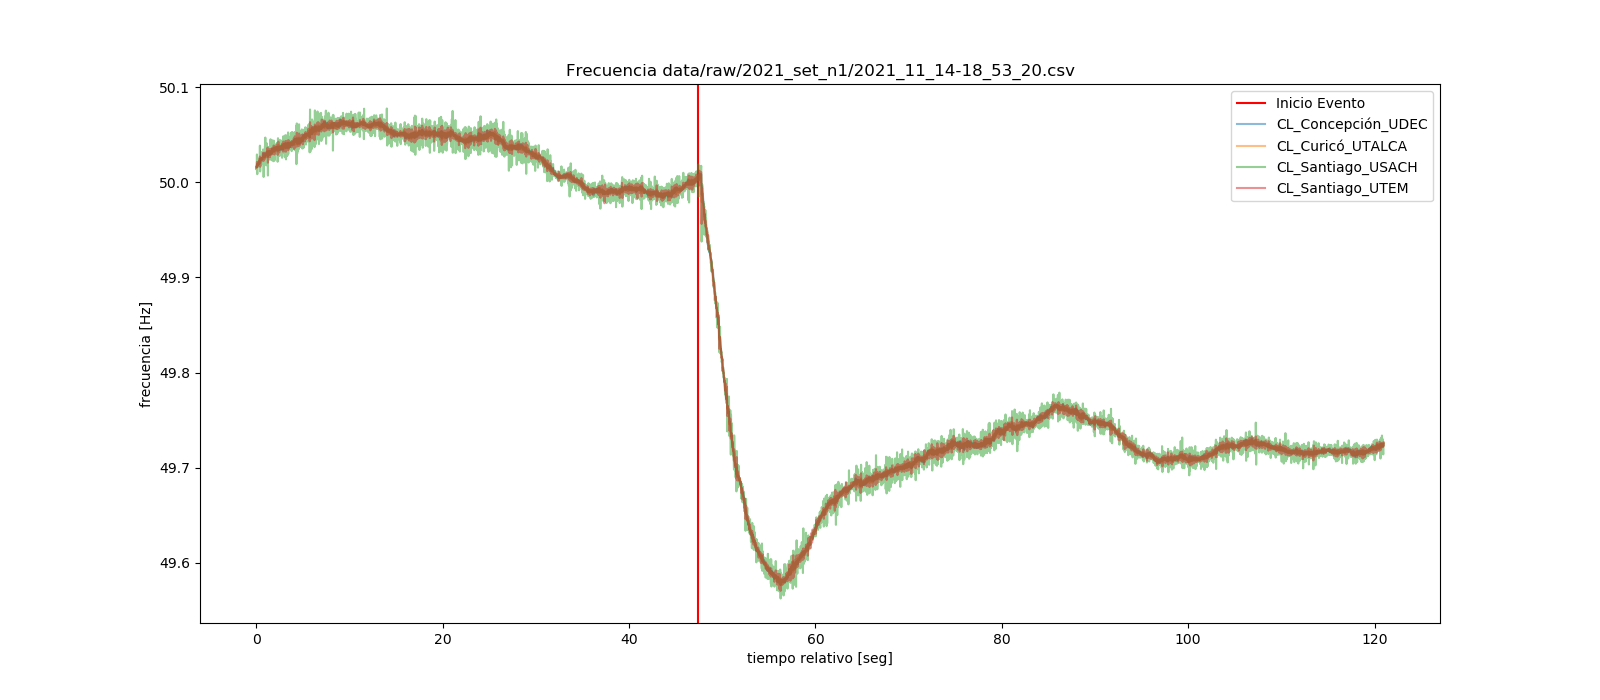 Frecuencia data/raw/2021_set_n1/2021_11_14-18_53_20.csv
50.1
50.0
49.9
49.8
49.7
49.6
frecuencia [Hz]
Inicio Evento
CL_Concepción_UDEC
CL_Curicó_UTALCA
CL_Santiago_USACH
CL_Santiago_UTEM
0
20
40
60
80
100
120
tiempo relativo [seg]